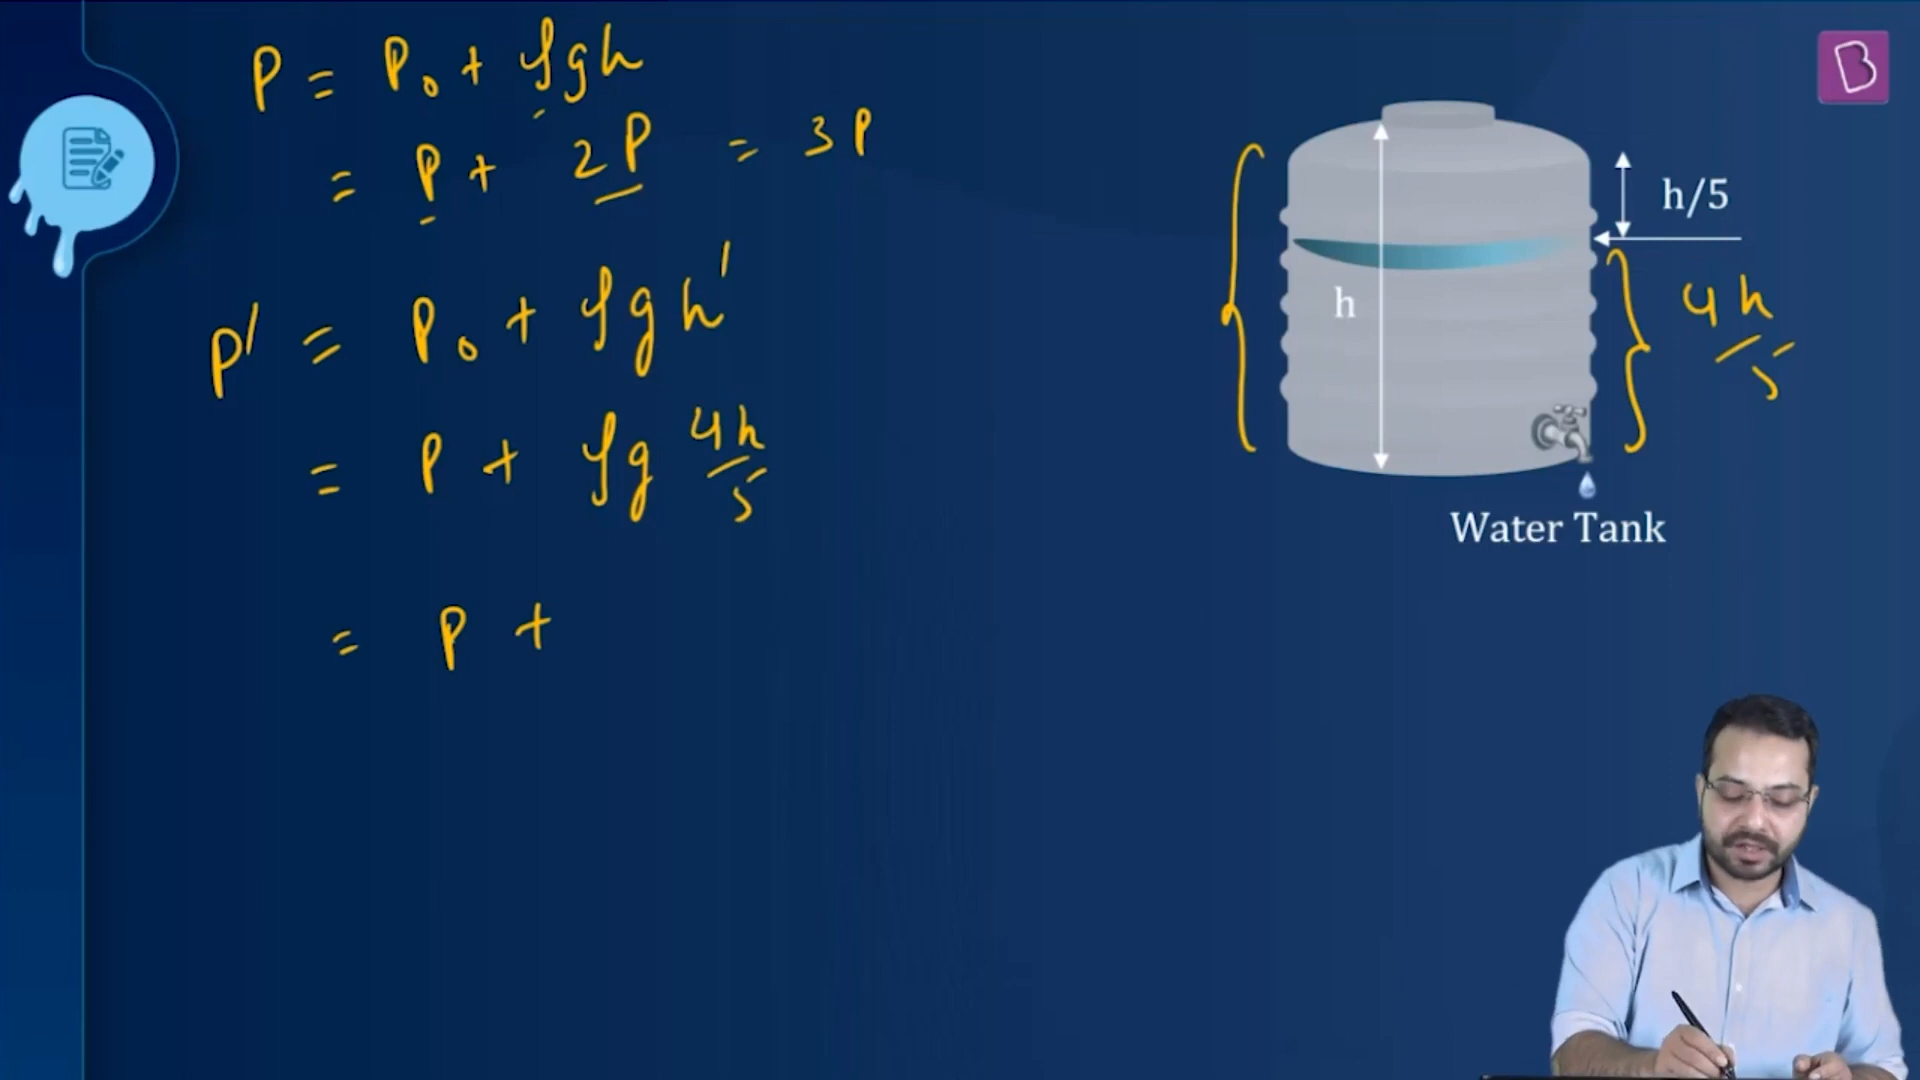 P = P₀ + ρgh
= P + 2P = 3P
P' = P₀ + ρgh'
= P + ρg 4h/5
= P +
h/5
h
4h/5
Water Tank
B